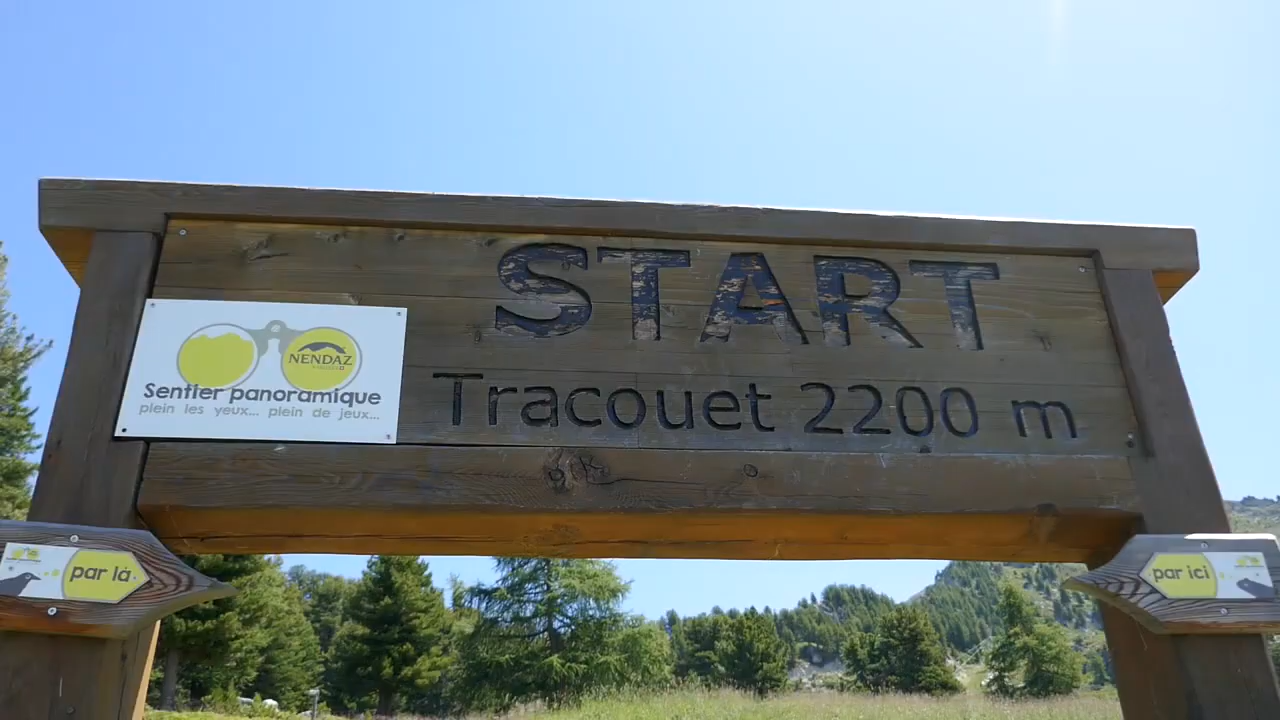 START
Tracouet 2200 m
NENDAZ
Sentier panoramique
plein les yeux... plein de jeux...
par là
par ici